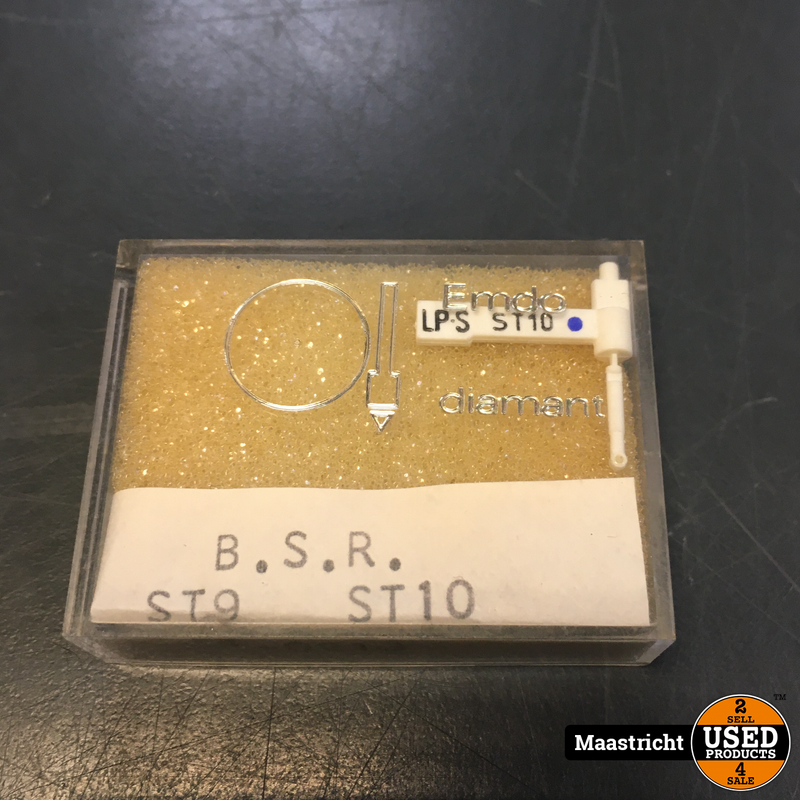 Emdo
LP·S ST10
diamant
B.S.R.
ST9 ST10
Maastricht
2
SELL
USED
PRODUCTS
4
SALE
TM